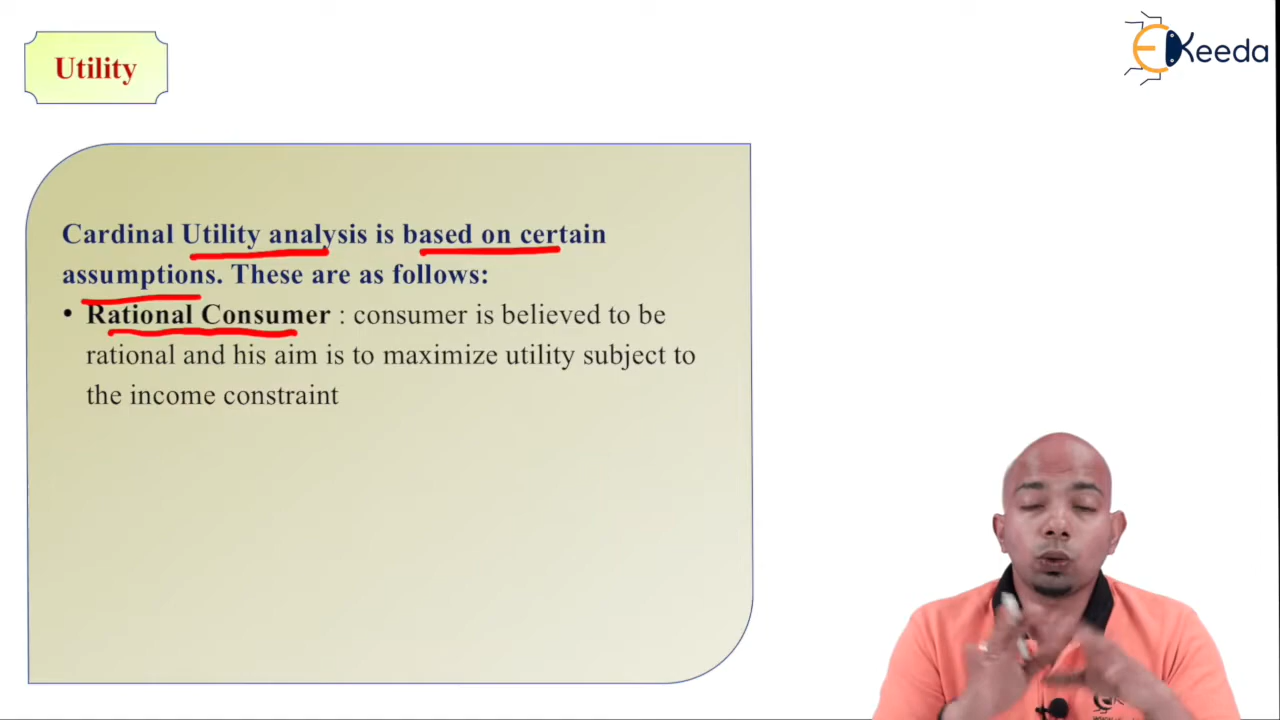 Utility
EKeeda
Cardinal Utility analysis is based on certain
assumptions. These are as follows:
• Rational Consumer : consumer is believed to be
rational and his aim is to maximize utility subject to
the income constraint